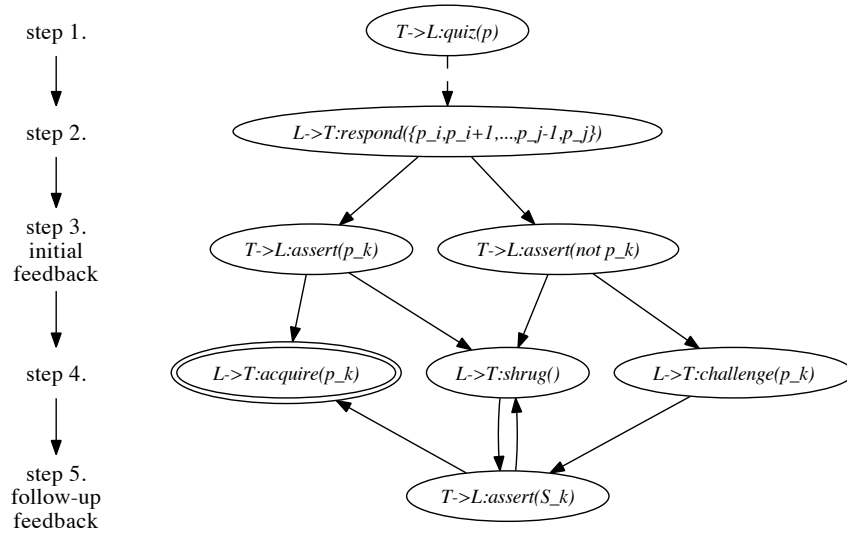 step 1.
T->L:quiz(p)
step 2.
L->T:respond({p_i,p_i+1,...,p_j-1,p_j})
step 3.
initial
feedback
T->L:assert(p_k)
T->L:assert(not p_k)
step 4.
L->T:acquire(p_k)
L->T:shrug()
L->T:challenge(p_k)
step 5.
follow-up
feedback
T->L:assert(S_k)